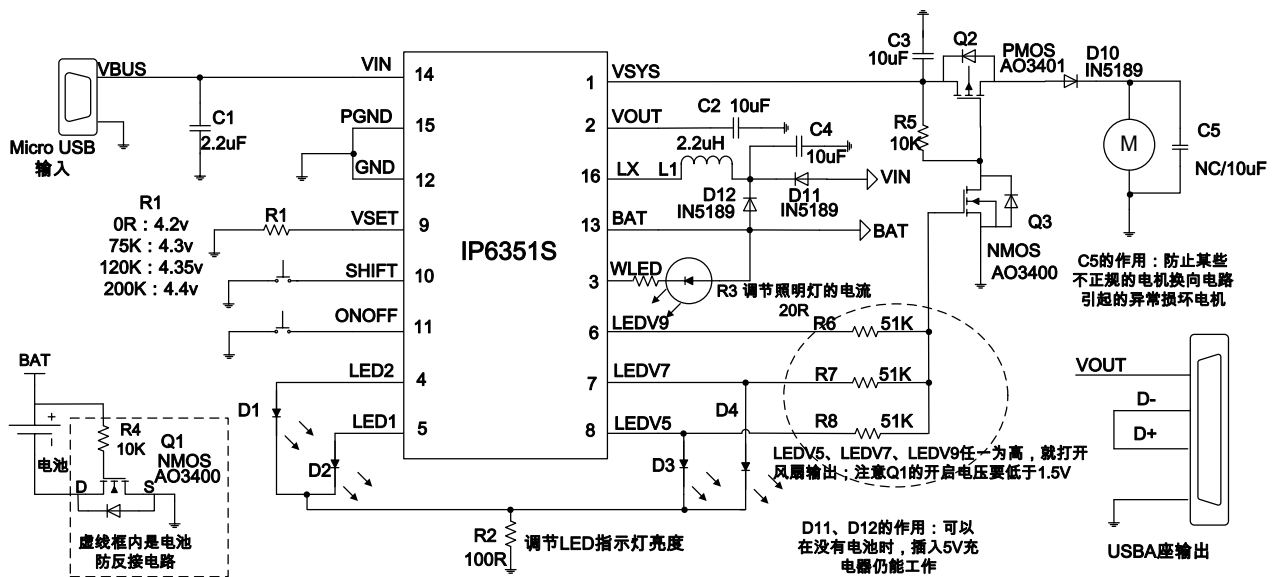 VBUS
Micro USB
输入
C1
2.2uF
VIN
14
PGND
15
GND
12
R1
0R：4.2v
75K：4.3v
120K：4.35v
200K：4.4v
R1
VSET
9
SHIFT
10
ONOFF
11
LED2
4
LED1
5
IP6351S
1
VSYS
2
VOUT
C2 10uF
2.2uH
C4
10uF
16
LX
L1
D12
IN5189
D11
IN5189
VIN
13
BAT
BAT
3
WLED
R3 调节照明灯的电流
20R
6
LEDV9
R6
51K
7
LEDV7
R7
51K
8
LEDV5
R8
51K
C3
10uF
Q2
PMOS
AO3401
D10
IN5189
R5
10K
M
C5
NC/10uF
Q3
NMOS
AO3400
C5的作用：防止某些
不正规的电机换向电路
引起的异常损坏电机
BAT
+
电池
R4
10K
Q1
NMOS
AO3400
D
S
虚线框内是电池
防反接电路
D1
D2
D3
D4
R2
100R
调节LED指示灯亮度
LEDV5、LEDV7、LEDV9任一为高，就打开
风扇输出；注意Q1的开启电压要低于1.5V
D11、D12的作用：可以
在没有电池时，插入5V充
电器仍能工作
VOUT
D-
D+
USBA座输出